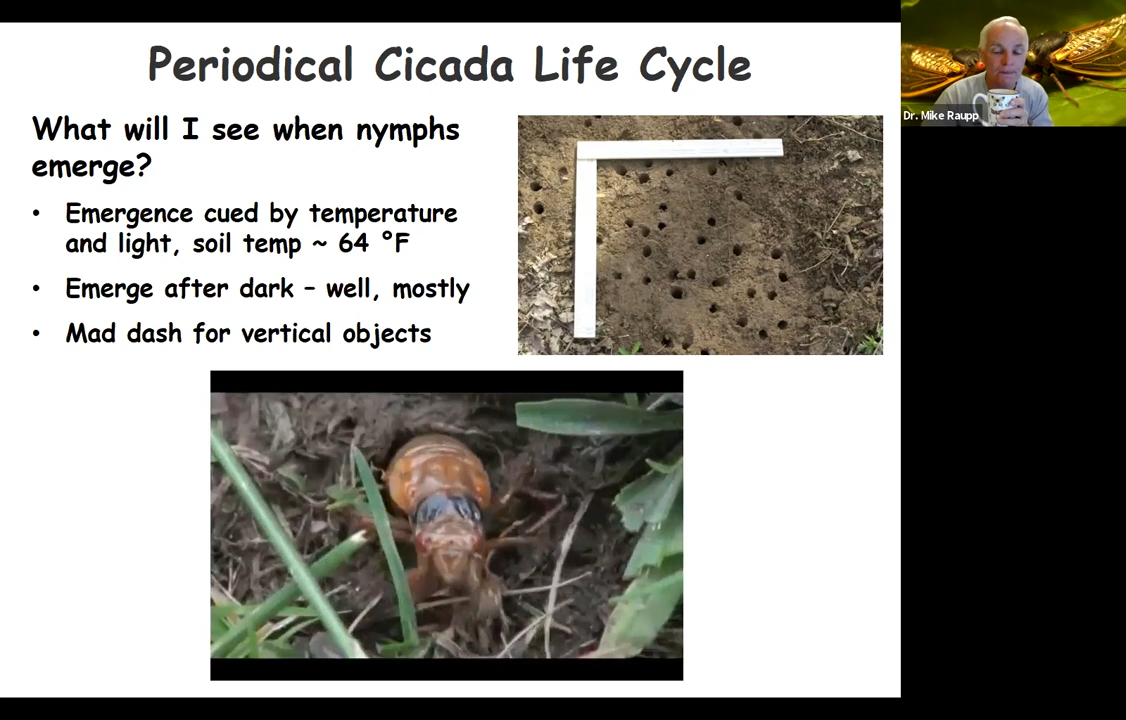 Periodical Cicada Life Cycle
What will I see when nymphs
emerge?
• Emergence cued by temperature
and light, soil temp ~ 64 °F
• Emerge after dark – well, mostly
• Mad dash for vertical objects
Dr. Mike Raupp